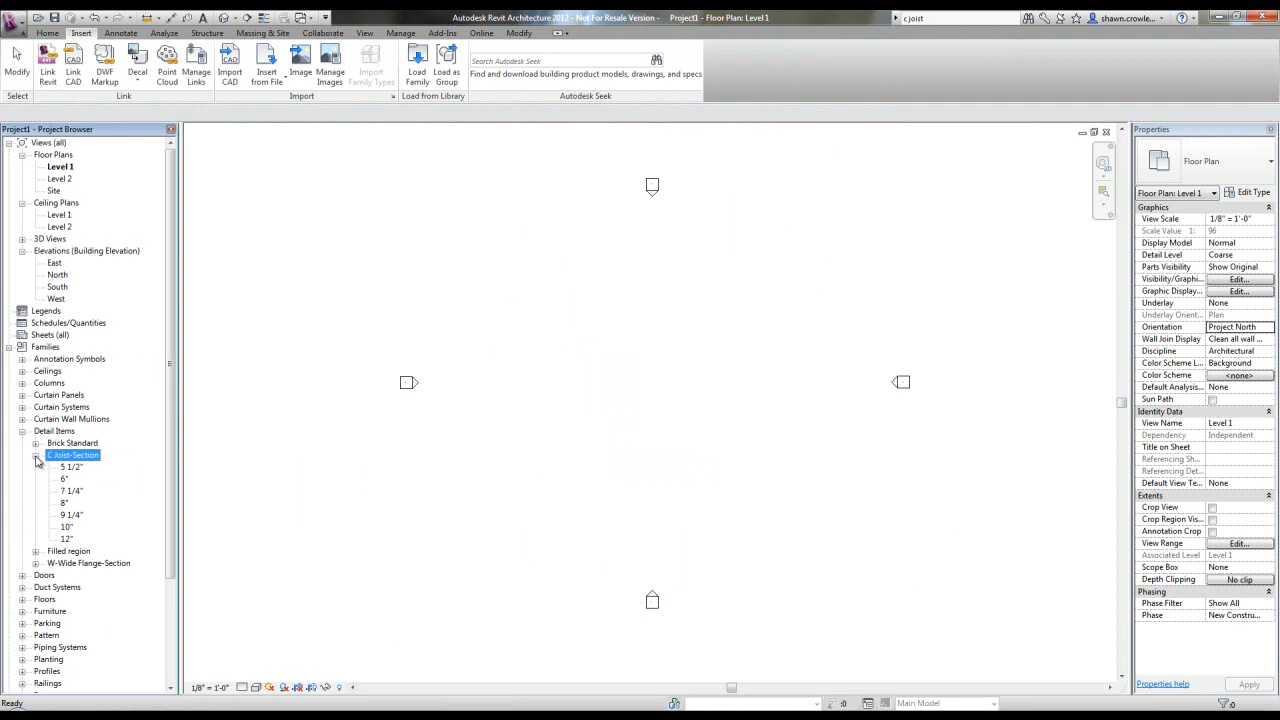 Autodesk Revit Architecture 2012 - Not For Resale Version - Project1 - Floor Plan: Level 1
c joist
shawn.crowle...
Home Insert Annotate Analyze Structure Massing & Site Collaborate View Manage Add-Ins Online Modify
Modify
Link Revit
Link CAD
DWF Markup
Decal
Point Cloud
Manage Links
Import CAD
Insert from File
Image
Manage Images
Import Family Types
Load Family
Load as Group
Search Autodesk Seek
Find and download building product models, drawings, and specs
Select Link Import Load from Library Autodesk Seek
Project1 - Project Browser
Views (all)
Floor Plans
Level 1
Level 2
Site
Ceiling Plans
Level 1
Level 2
3D Views
Elevations (Building Elevation)
East
North
South
West
Legends
Schedules/Quantities
Sheets (all)
Families
Annotation Symbols
Ceilings
Columns
Curtain Panels
Curtain Systems
Curtain Wall Mullions
Detail Items
Brick Standard
C Joist-Section
5 1/2"
6"
7 1/4"
8"
9 1/4"
10"
12"
Filled region
W-Wide Flange-Section
Doors
Duct Systems
Floors
Furniture
Parking
Pattern
Piping Systems
Planting
Profiles
Railings
Properties
Floor Plan
Floor Plan: Level 1 Edit Type
Graphics
View Scale 1/8" = 1'-0"
Scale Value 1: 96
Display Model Normal
Detail Level Coarse
Parts Visibility Show Original
Visibility/Graphi... Edit...
Graphic Display... Edit...
Underlay None
Underlay Orient... Plan
Orientation Project North
Wall Join Display Clean all wall ...
Discipline Architectural
Color Scheme L... Background
Color Scheme <none>
Default Analysis... None
Sun Path
Identity Data
View Name Level 1
Dependency Independent
Title on Sheet
Referencing Sh...
Referencing Det...
Default View Te... None
Extents
Crop View
Crop Region Vis...
Annotation Crop
View Range Edit...
Associated Level Level 1
Scope Box None
Depth Clipping No clip
Phasing
Phase Filter Show All
Phase New Constru...
Properties help Apply
1/8" = 1'-0"
Ready :0 Main Model :0